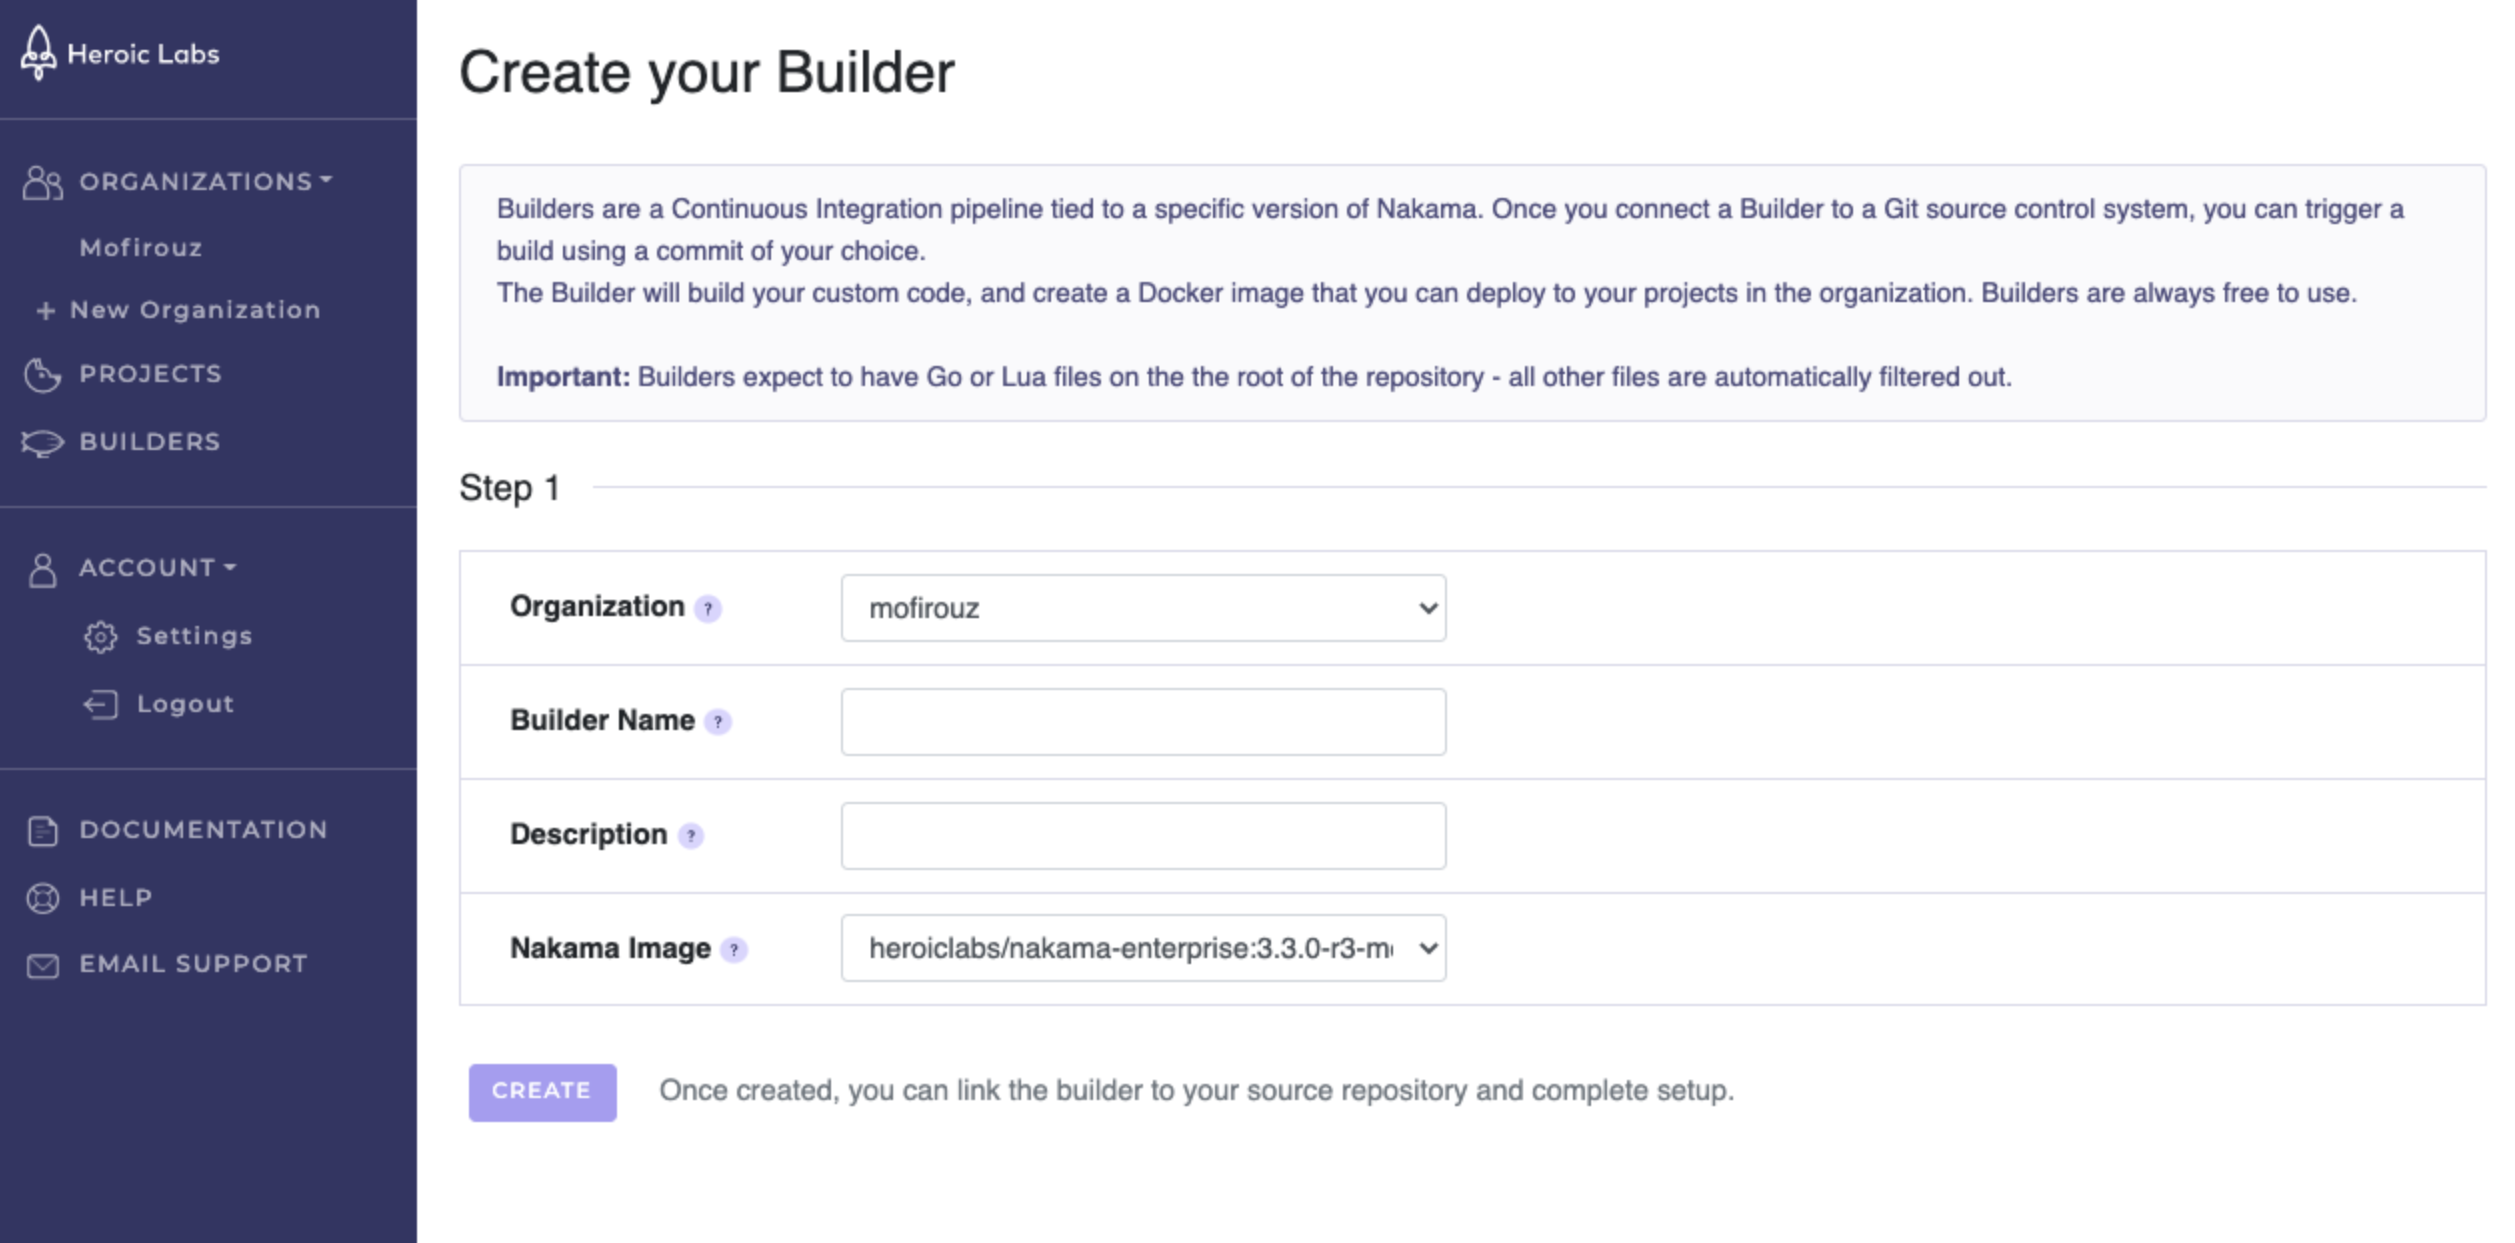 Heroic Labs
ORGANIZATIONS
Mofirouz
+ New Organization
PROJECTS
BUILDERS
ACCOUNT
Settings
Logout
DOCUMENTATION
HELP
EMAIL SUPPORT
Create your Builder
Builders are a Continuous Integration pipeline tied to a specific version of Nakama. Once you connect a Builder to a Git source control system, you can trigger a
build using a commit of your choice.
The Builder will build your custom code, and create a Docker image that you can deploy to your projects in the organization. Builders are always free to use.
Important: Builders expect to have Go or Lua files on the the root of the repository - all other files are automatically filtered out.
Step 1
Organization ?
mofirouz
Builder Name ?
Description ?
Nakama Image ?
heroiclabs/nakama-enterprise:3.3.0-r3-m
CREATE
Once created, you can link the builder to your source repository and complete setup.